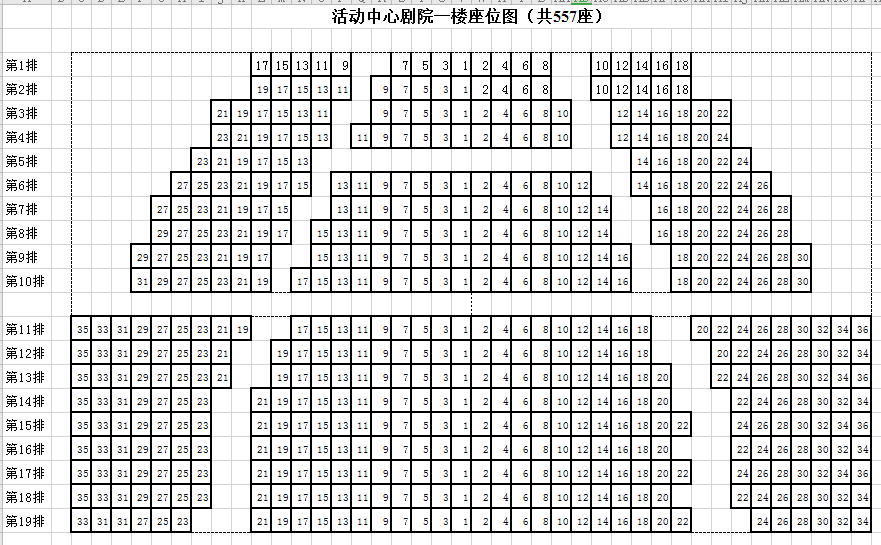 活动中心剧院一楼座位图（共557座）
第1排 17 15 13 11 9 7 5 3 1 2 4 6 8 10 12 14 16 18
第2排 19 17 15 13 11 9 7 5 3 1 2 4 6 8 10 12 14 16 18
第3排 21 19 17 15 13 11 9 7 5 3 1 2 4 6 8 10 12 14 16 18 20 22
第4排 23 21 19 17 15 13 11 9 7 5 3 1 2 4 6 8 10 12 14 16 18 20 24
第5排 23 21 19 17 15 13 14 16 18 20 22 24
第6排 27 25 23 21 19 17 15 13 11 9 7 5 3 1 2 4 6 8 10 12 14 16 18 20 22 24 26
第7排 27 25 23 21 19 17 15 13 11 9 7 5 3 1 2 4 6 8 10 12 14 16 18 20 22 24 26 28
第8排 29 27 25 23 21 19 17 15 13 11 9 7 5 3 1 2 4 6 8 10 12 14 16 18 20 22 24 26 28
第9排 29 27 25 23 21 19 17 15 13 11 9 7 5 3 1 2 4 6 8 10 12 14 16 18 20 22 24 26 28 30
第10排 31 29 27 25 23 21 19 17 15 13 11 9 7 5 3 1 2 4 6 8 10 12 14 16 18 20 22 24 26 28 30
第11排 35 33 31 29 27 25 23 21 19 17 15 13 11 9 7 5 3 1 2 4 6 8 10 12 14 16 18 20 22 24 26 28 30 32 34 36
第12排 35 33 31 29 27 25 23 21 19 17 15 13 11 9 7 5 3 1 2 4 6 8 10 12 14 16 18 20 22 24 26 28 30 32 34
第13排 35 33 31 29 27 25 23 21 19 17 15 13 11 9 7 5 3 1 2 4 6 8 10 12 14 16 18 20 22 24 26 28 30 32 34 36
第14排 35 33 31 29 27 25 23 21 19 17 15 13 11 9 7 5 3 1 2 4 6 8 10 12 14 16 18 20 22 24 26 28 30 32 34
第15排 35 33 31 29 27 25 23 21 19 17 15 13 11 9 7 5 3 1 2 4 6 8 10 12 14 16 18 20 22 24 26 28 30 32 34 36
第16排 35 33 31 29 27 25 23 21 19 17 15 13 11 9 7 5 3 1 2 4 6 8 10 12 14 16 18 20 22 24 26 28 30 32 34
第17排 35 33 31 29 27 25 23 21 19 17 15 13 11 9 7 5 3 1 2 4 6 8 10 12 14 16 18 20 22 24 26 28 30 32 34 36
第18排 35 33 31 29 27 25 23 21 19 17 15 13 11 9 7 5 3 1 2 4 6 8 10 12 14 16 18 20 22 24 26 28 30 32 34
第19排 33 31 31 27 25 23 21 19 17 15 13 11 9 7 5 3 1 2 4 6 8 10 12 14 16 18 20 22 24 26 28 30 32 34